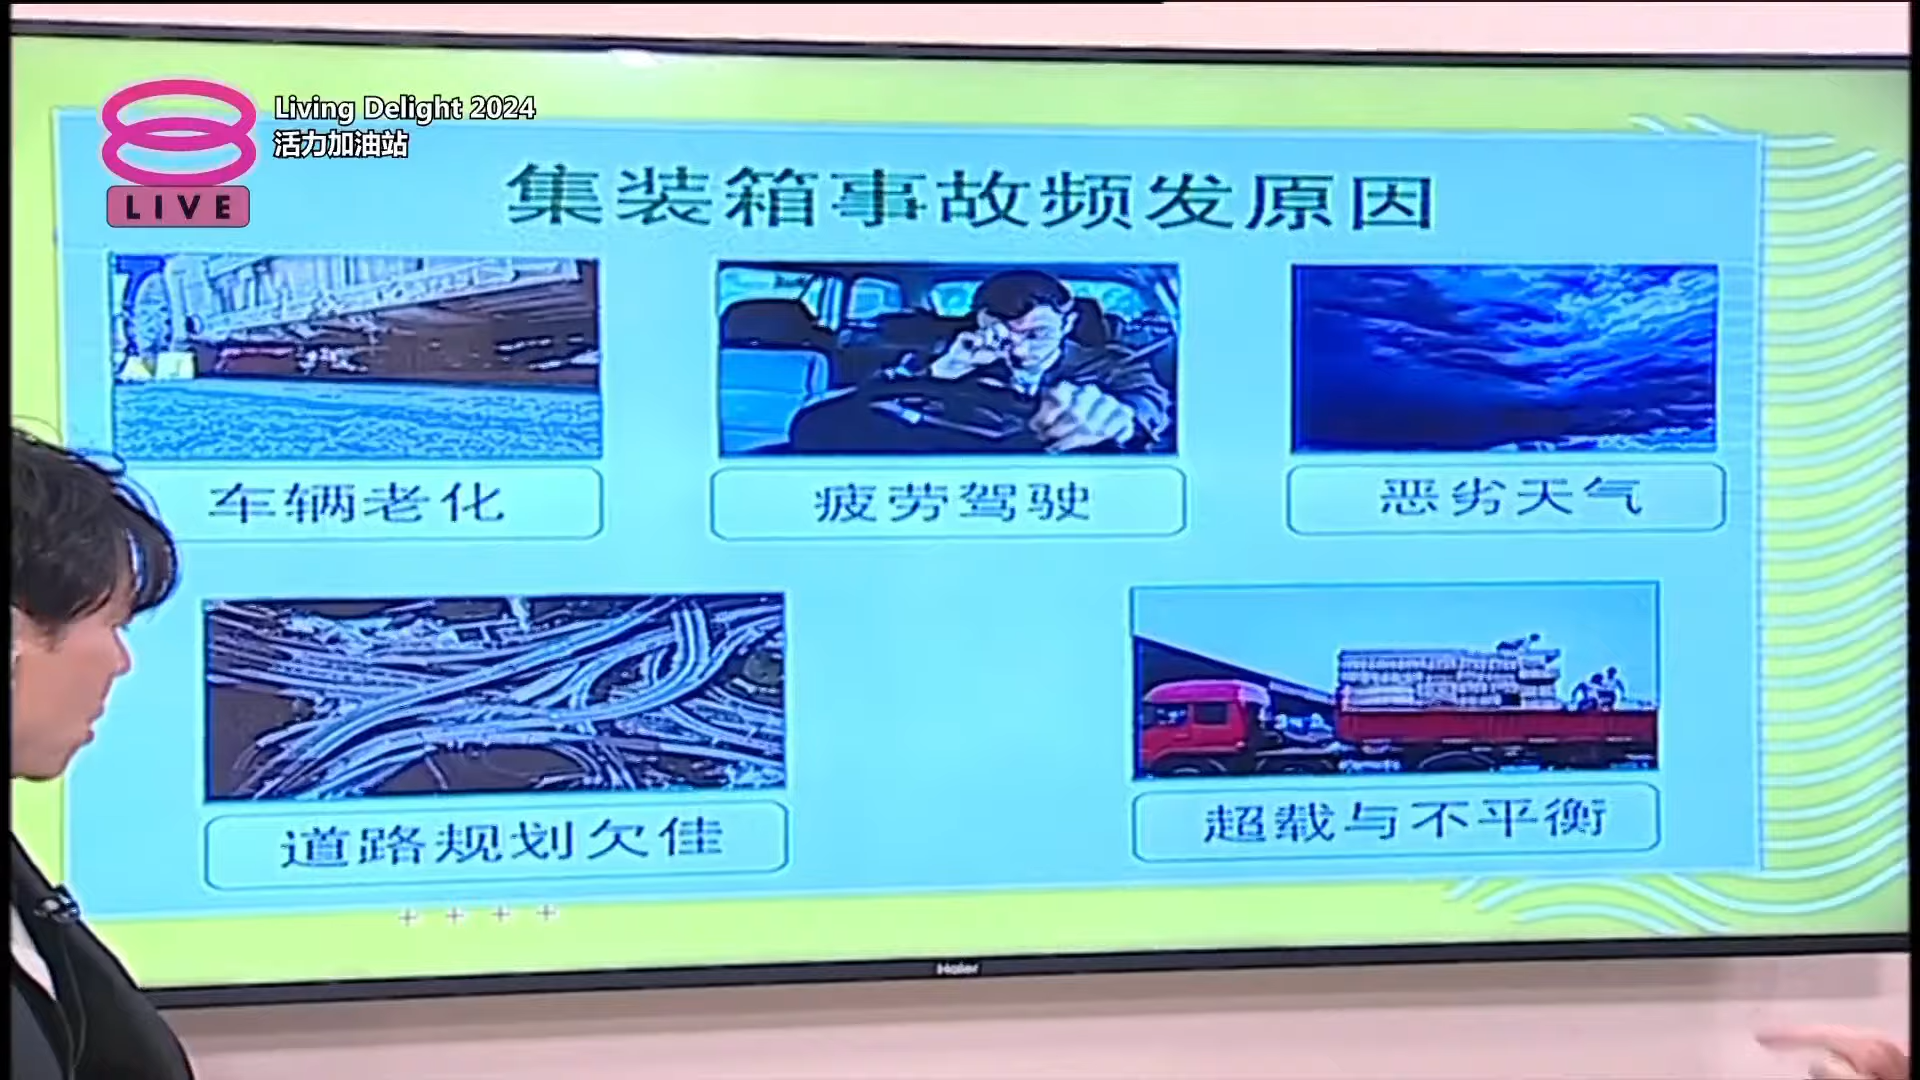 Living Delight 2024
活力加油站
LIVE
集装箱事故频发原因
车辆老化
疲劳驾驶
恶劣天气
道路规划欠佳
超载与不平衡
Haier